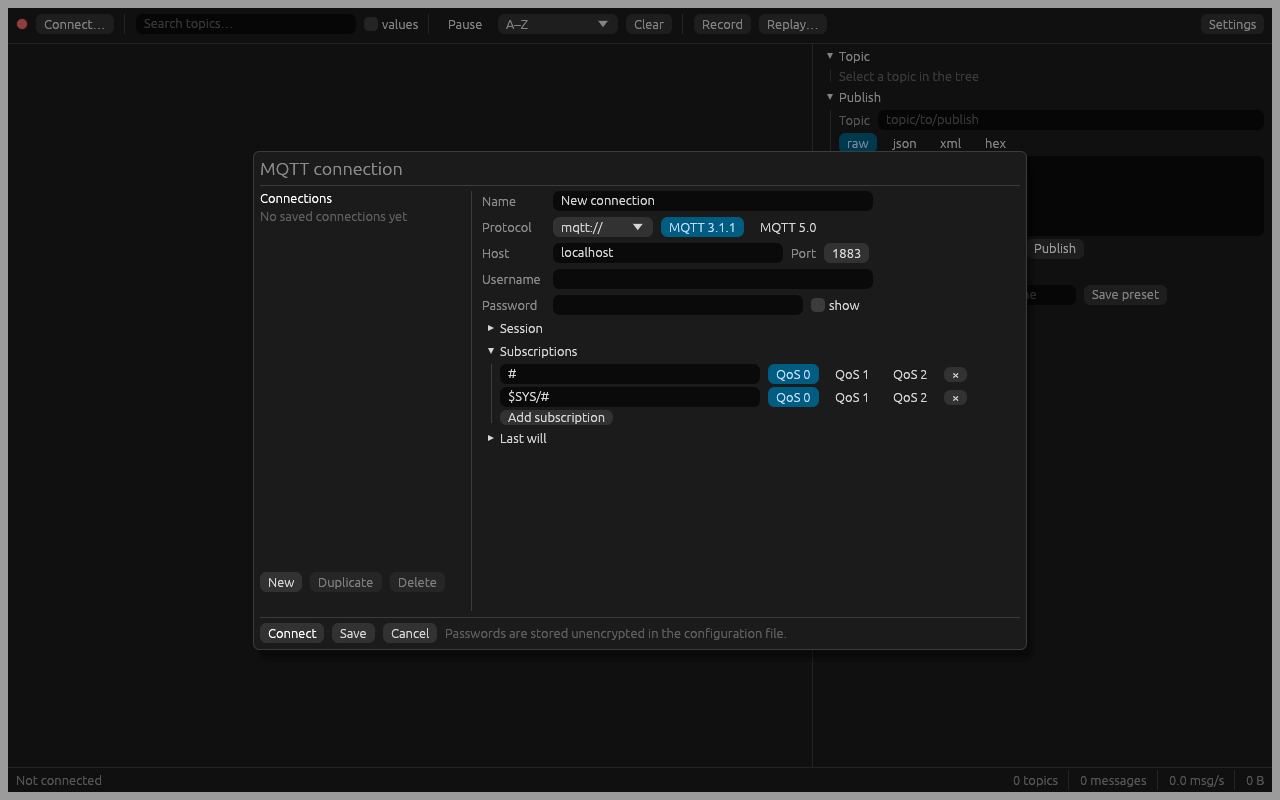 Connect… Search topics… values Pause A–Z Clear Record Replay… Settings
Topic
Select a topic in the tree
Publish
Topic topic/to/publish
raw json xml hex
Publish
Save preset
MQTT connection
Connections
No saved connections yet
New Duplicate Delete
Name New connection
Protocol mqtt:// MQTT 3.1.1 MQTT 5.0
Host localhost Port 1883
Username
Password show
Session
Subscriptions
# QoS 0 QoS 1 QoS 2 ×
$SYS/# QoS 0 QoS 1 QoS 2 ×
Add subscription
Last will
Connect Save Cancel Passwords are stored unencrypted in the configuration file.
Not connected 0 topics 0 messages 0.0 msg/s 0 B